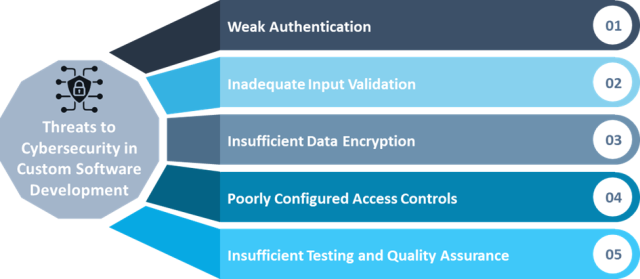 Threats to
Cybersecurity in
Custom Software
Development
Weak Authentication 01
Inadequate Input Validation 02
Insufficient Data Encryption 03
Poorly Configured Access Controls 04
Insufficient Testing and Quality Assurance 05